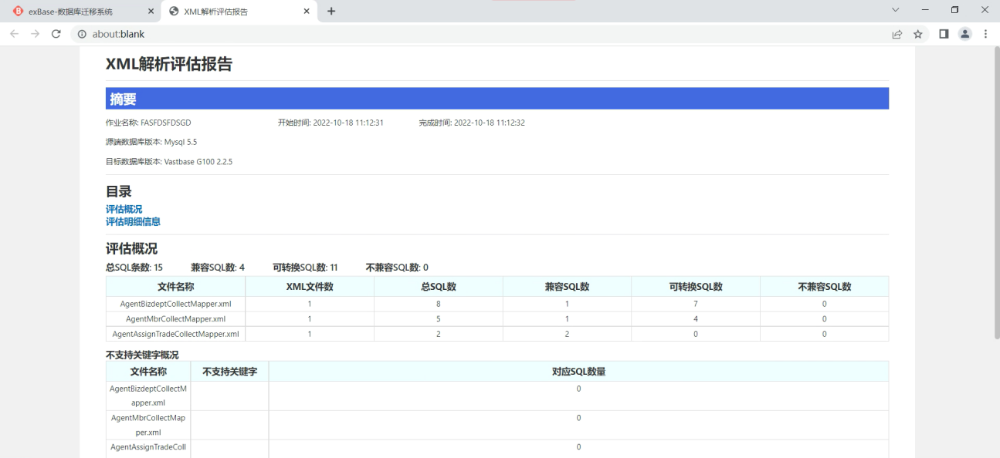 exBase-数据库迁移系统
XML解析评估报告
about:blank
XML解析评估报告
摘要
作业名称: FASFDSFDSGD 开始时间: 2022-10-18 11:12:31 完成时间: 2022-10-18 11:12:32
源端数据库版本: Mysql 5.5
目标数据库版本: Vastbase G100 2.2.5
目录
评估概况
评估明细信息
评估概况
总SQL条数: 15 兼容SQL数: 4 可转换SQL数: 11 不兼容SQL数: 0
文件名称 XML文件数 总SQL数 兼容SQL数 可转换SQL数 不兼容SQL数
AgentBizdeptCollectMapper.xml 1 8 1 7 0
AgentMbrCollectMapper.xml 1 5 1 4 0
AgentAssignTradeCollectMapper.xml 1 2 2 0 0
不支持关键字概况
文件名称 不支持关键字 对应SQL数量
AgentBizdeptCollectM 0
apper.xml
AgentMbrCollectMap 0
per.xml
AgentAssignTradeColl 0